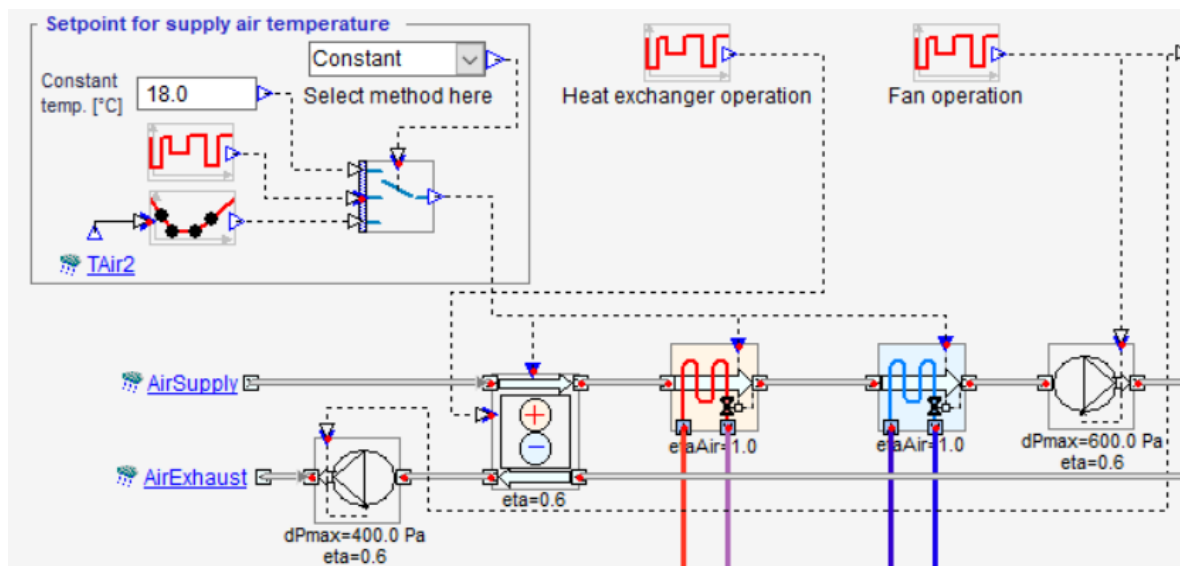 Setpoint for supply air temperature
Constant
Constant
temp. [°C]
18.0
Select method here
Heat exchanger operation
Fan operation
TAir2
AirSupply
AirExhaust
etaAir=1.0
etaAir=1.0
dPmax=600.0 Pa
eta=0.6
eta=0.6
dPmax=400.0 Pa
eta=0.6